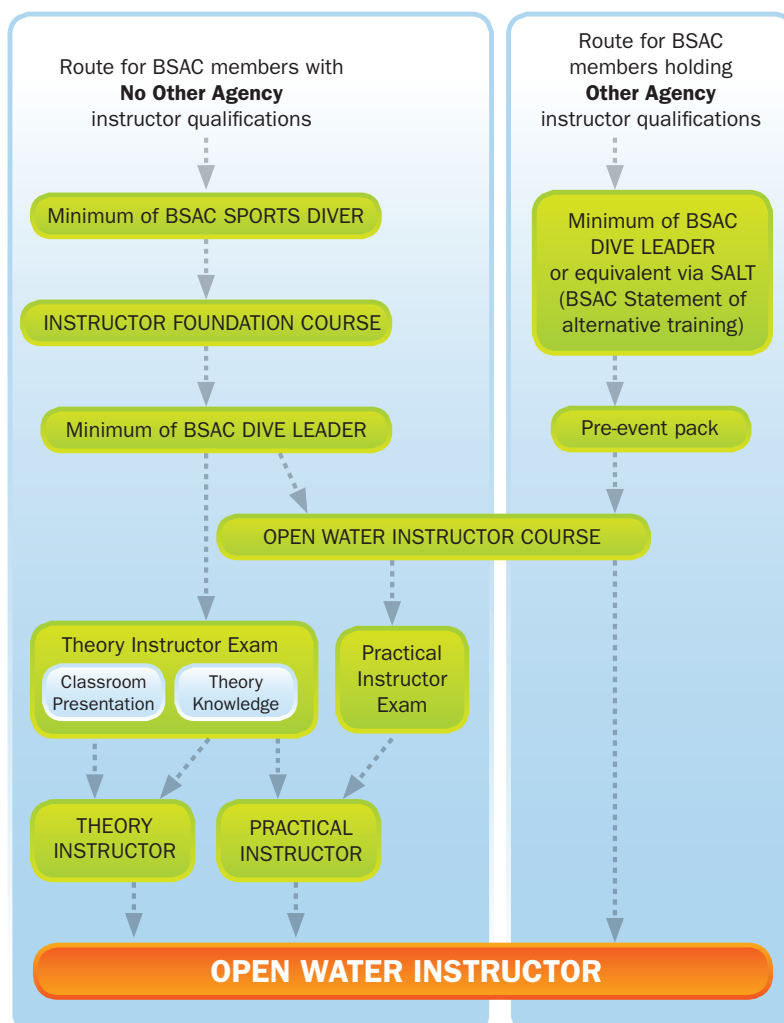 Route for BSAC members with
No Other Agency
instructor qualifications
Minimum of BSAC SPORTS DIVER
INSTRUCTOR FOUNDATION COURSE
Minimum of BSAC DIVE LEADER
Route for BSAC
members holding
Other Agency
instructor qualifications
Minimum of BSAC
DIVE LEADER
or equivalent via SALT
(BSAC Statement of
alternative training)
Pre-event pack
OPEN WATER INSTRUCTOR COURSE
Theory Instructor Exam
Classroom
Presentation
Theory
Knowledge
Practical
Instructor
Exam
THEORY
INSTRUCTOR
PRACTICAL
INSTRUCTOR
OPEN WATER INSTRUCTOR